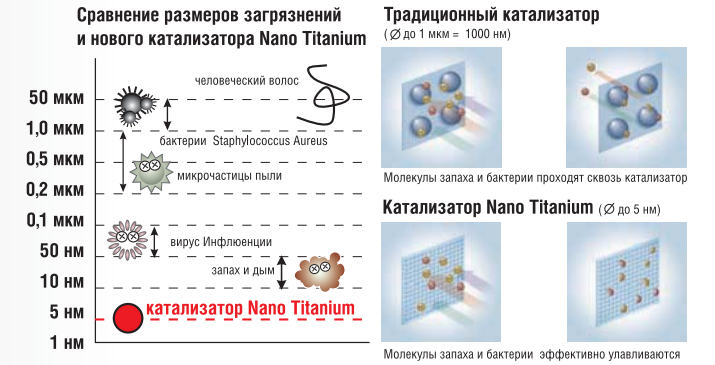 Сравнение размеров загрязнений
и нового катализатора Nano Titanium
человеческий волос
50 мкм
1,0 мкм
бактерии Staphylococcus Aureus
0,5 мкм
микрочастицы пыли
0,2 мкм
0,1 мкм
вирус Инфлюенции
50 нм
запах и дым
10 нм
катализатор Nano Titanium
5 нм
1 нм
Традиционный катализатор
(∅ до 1 мкм = 1000 нм)
Молекулы запаха и бактерии проходят сквозь катализатор
Катализатор Nano Titanium (∅ до 5 нм)
Молекулы запаха и бактерии эффективно улавливаются